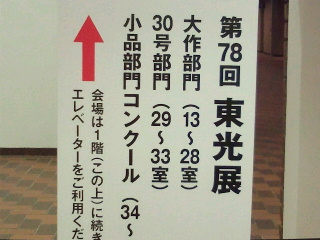 第78回 東光展
大作部門（13～28室）
30号部門（29～33室）
小品部門コンクール（34～
会場は1階（この上）に続き
エレベーターをご利用くだ